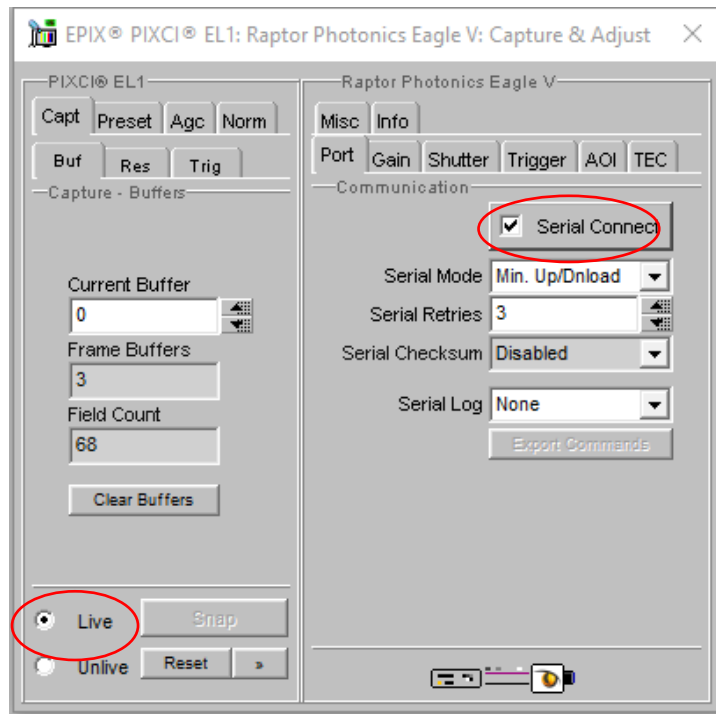 EPIX® PIXCI® EL1: Raptor Photonics Eagle V: Capture & Adjust
PIXCI® EL1
Capt Preset Agc Norm
Buf Res Trig
Capture - Buffers
Current Buffer
0
Frame Buffers
3
Field Count
68
Clear Buffers
Live Snap
Unlive Reset »
Raptor Photonics Eagle V
Misc Info
Port Gain Shutter Trigger AOI TEC
Communication
Serial Connect
Serial Mode Min. Up/Dnload
Serial Retries 3
Serial Checksum Disabled
Serial Log None
Export Commands